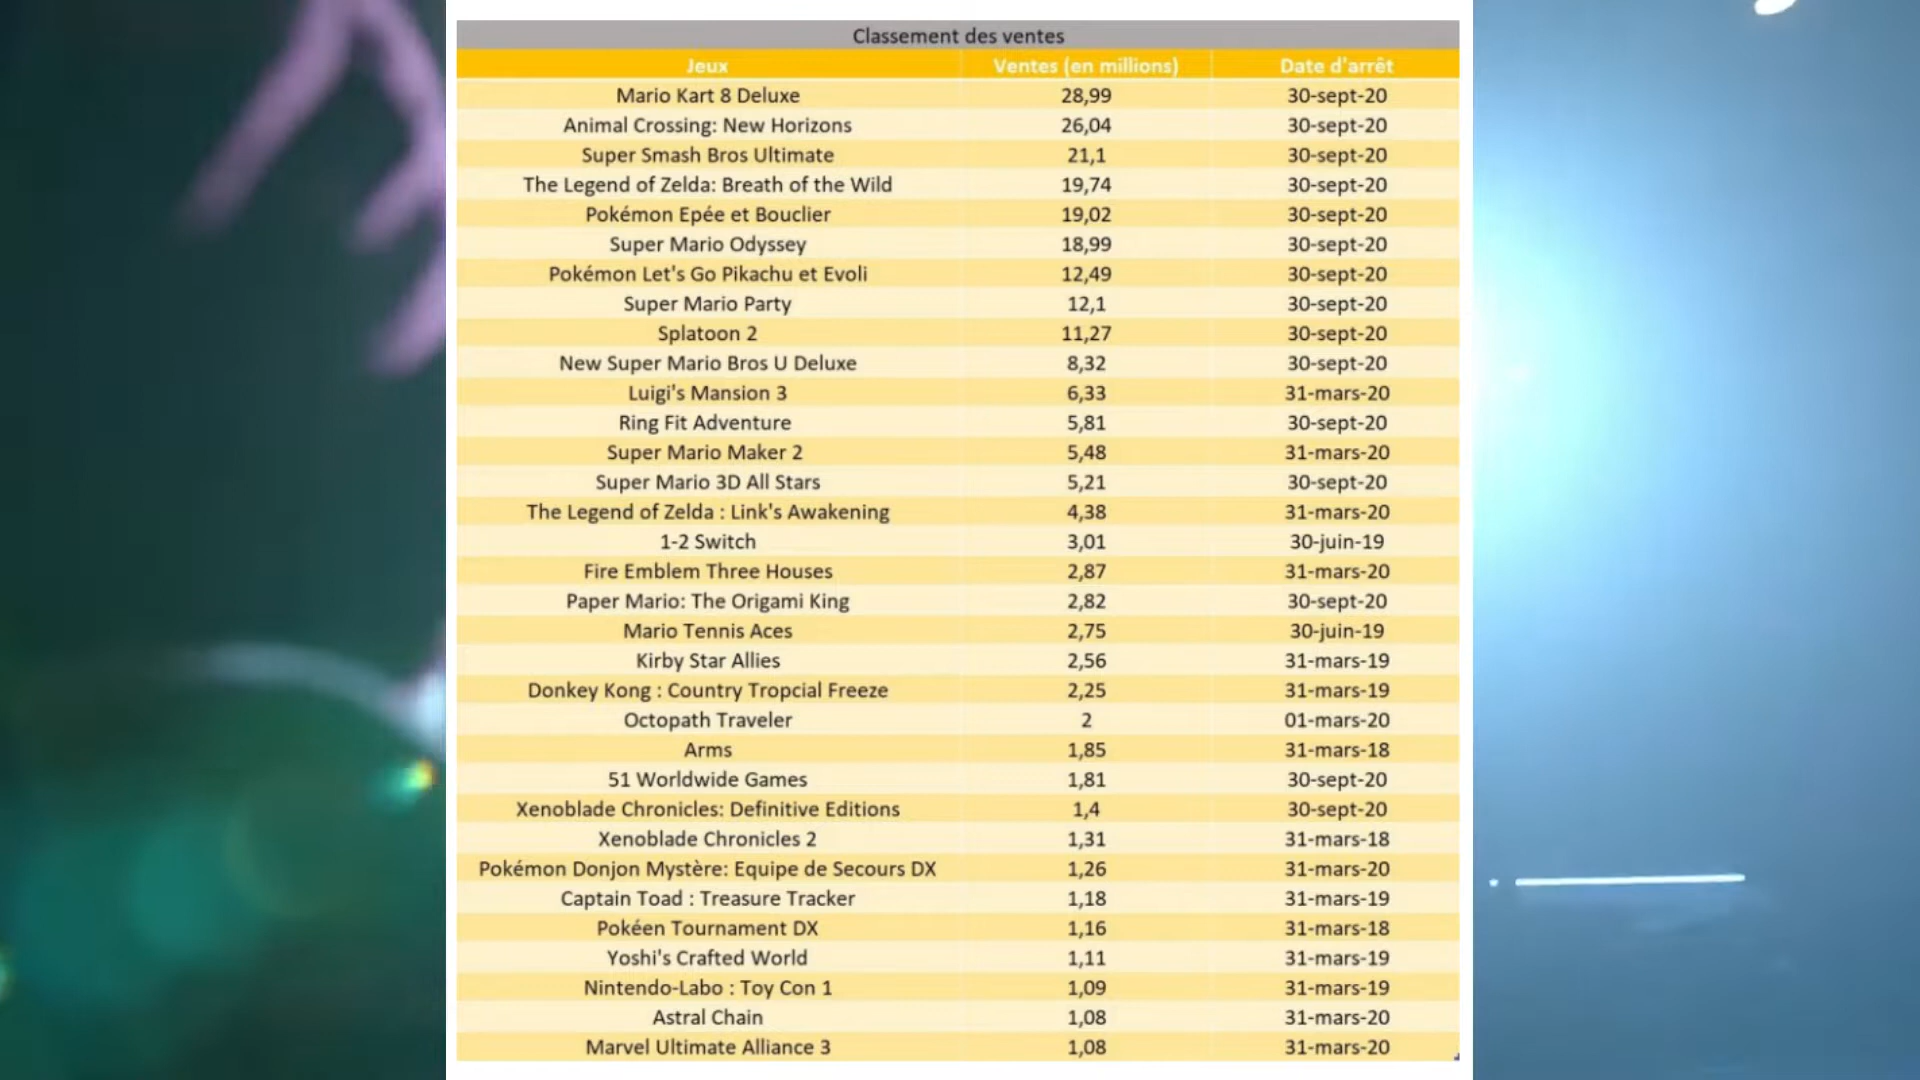 Classement des ventes
Jeux Ventes (en millions) Date d'arrêt
Mario Kart 8 Deluxe 28,99 30-sept-20
Animal Crossing: New Horizons 26,04 30-sept-20
Super Smash Bros Ultimate 21,1 30-sept-20
The Legend of Zelda: Breath of the Wild 19,74 30-sept-20
Pokémon Epée et Bouclier 19,02 30-sept-20
Super Mario Odyssey 18,99 30-sept-20
Pokémon Let's Go Pikachu et Evoli 12,49 30-sept-20
Super Mario Party 12,1 30-sept-20
Splatoon 2 11,27 30-sept-20
New Super Mario Bros U Deluxe 8,32 30-sept-20
Luigi's Mansion 3 6,33 31-mars-20
Ring Fit Adventure 5,81 30-sept-20
Super Mario Maker 2 5,48 31-mars-20
Super Mario 3D All Stars 5,21 30-sept-20
The Legend of Zelda : Link's Awakening 4,38 31-mars-20
1-2 Switch 3,01 30-juin-19
Fire Emblem Three Houses 2,87 31-mars-20
Paper Mario: The Origami King 2,82 30-sept-20
Mario Tennis Aces 2,75 30-juin-19
Kirby Star Allies 2,56 31-mars-19
Donkey Kong : Country Tropcial Freeze 2,25 31-mars-19
Octopath Traveler 2 01-mars-20
Arms 1,85 31-mars-18
51 Worldwide Games 1,81 30-sept-20
Xenoblade Chronicles: Definitive Editions 1,4 30-sept-20
Xenoblade Chronicles 2 1,31 31-mars-18
Pokémon Donjon Mystère: Equipe de Secours DX 1,26 31-mars-20
Captain Toad : Treasure Tracker 1,18 31-mars-19
Pokéen Tournament DX 1,16 31-mars-18
Yoshi's Crafted World 1,11 31-mars-19
Nintendo-Labo : Toy Con 1 1,09 31-mars-19
Astral Chain 1,08 31-mars-20
Marvel Ultimate Alliance 3 1,08 31-mars-20